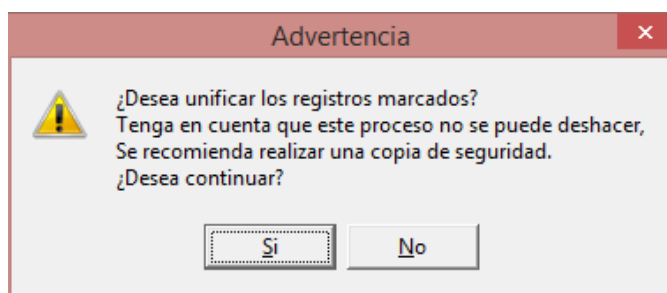 Advertencia
¿Desea unificar los registros marcados?
Tenga en cuenta que este proceso no se puede deshacer,
Se recomienda realizar una copia de seguridad.
¿Desea continuar?
Si
No